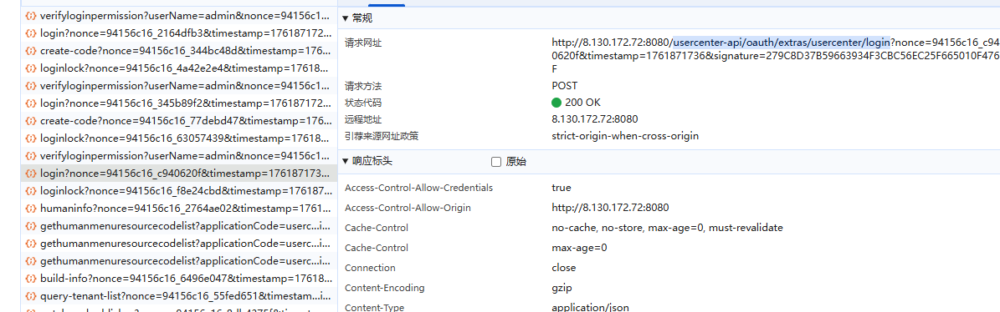 verifyloginpermission?userName=admin&nonce=94156c1...
login?nonce=94156c16_2164dfb3&timestamp=176187172...
create-code?nonce=94156c16_344bc48d&timestamp=176...
loginlock?nonce=94156c16_4a42e2e4&timestamp=17618...
verifyloginpermission?userName=admin&nonce=94156c1...
login?nonce=94156c16_345b89f2&timestamp=176187172...
create-code?nonce=94156c16_77debd47&timestamp=176...
loginlock?nonce=94156c16_63057439&timestamp=17618...
verifyloginpermission?userName=admin&nonce=94156c1...
login?nonce=94156c16_c940620f&timestamp=176187173...
loginlock?nonce=94156c16_f8e24cbd&timestamp=176187...
humaninfo?nonce=94156c16_2764ae02&timestamp=1761...
gethumanmenuresourcecodelist?applicationCode=userc...i...
gethumanmenuresourcecodelist?applicationCode=userc...i...
gethumanmenuresourcecodelist?applicationCode=userc...i...
build-info?nonce=94156c16_6496e047&timestamp=17618...
query-tenant-list?nonce=94156c16_55fed651&timestam...i...
常规
请求网址 http://8.130.172.72:8080/usercenter-api/oauth/extras/usercenter/login?nonce=94156c16_c94
0620f&timestamp=1761871736&signature=279C8D37B59663934F3CBC56EC25F665010F476
F
请求方法 POST
状态代码 200 OK
远程地址 8.130.172.72:8080
引荐来源网址政策 strict-origin-when-cross-origin
响应标头 原始
Access-Control-Allow-Credentials true
Access-Control-Allow-Origin http://8.130.172.72:8080
Cache-Control no-cache, no-store, max-age=0, must-revalidate
Cache-Control max-age=0
Connection close
Content-Encoding gzip
Content-Type application/json